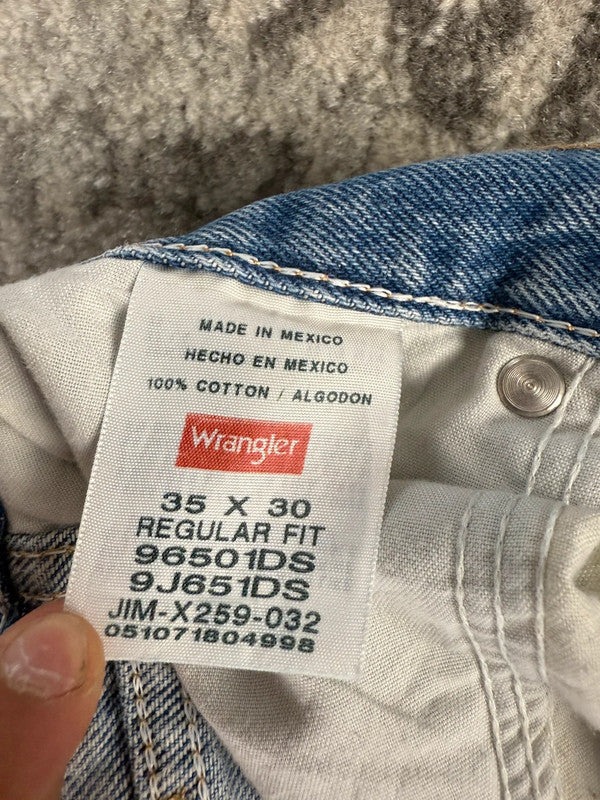 MADE IN MEXICO
HECHO EN MEXICO
100% COTTON / ALGODON
Wrangler
35 X 30
REGULAR FIT
96501DS
9J651DS
JIM-X259-032
051071804998